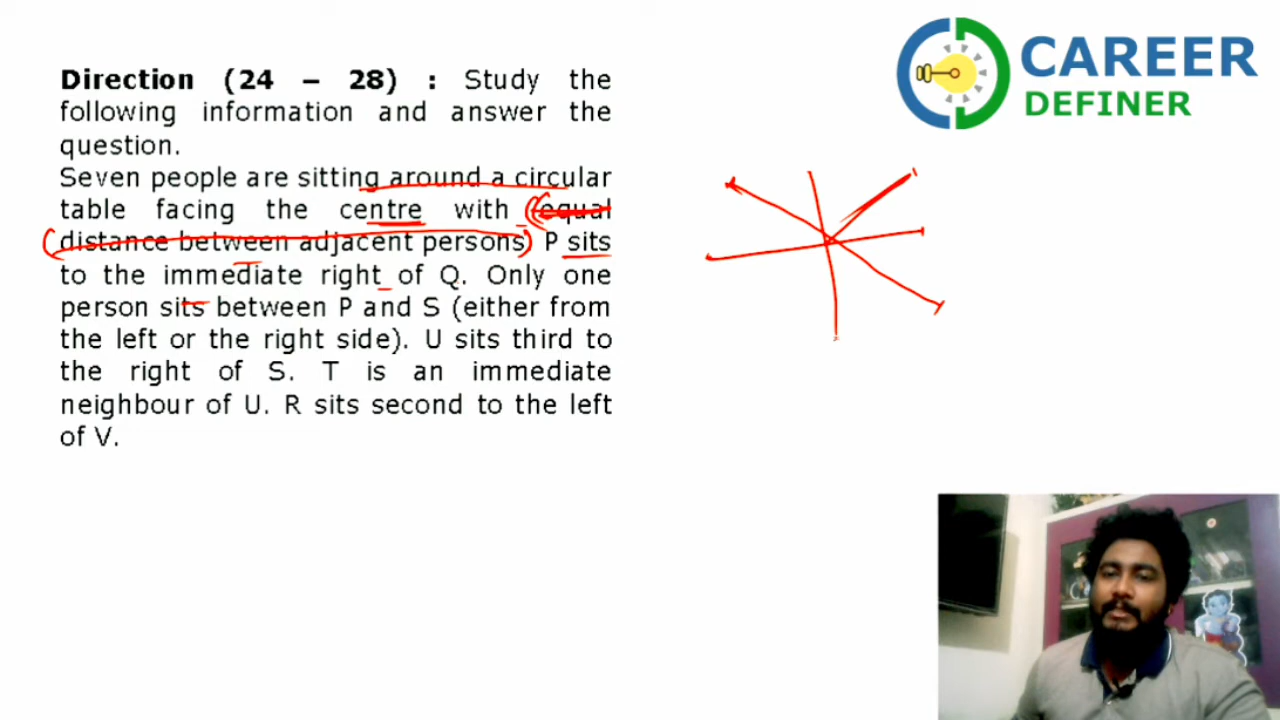 CAREER
DEFINER
Direction (24 – 28) : Study the
following information and answer the
question.
Seven people are sitting around a circular
table facing the centre with (equal
distance between adjacent persons) P sits
to the immediate right of Q. Only one
person sits between P and S (either from
the left or the right side). U sits third to
the right of S. T is an immediate
neighbour of U. R sits second to the left
of V.